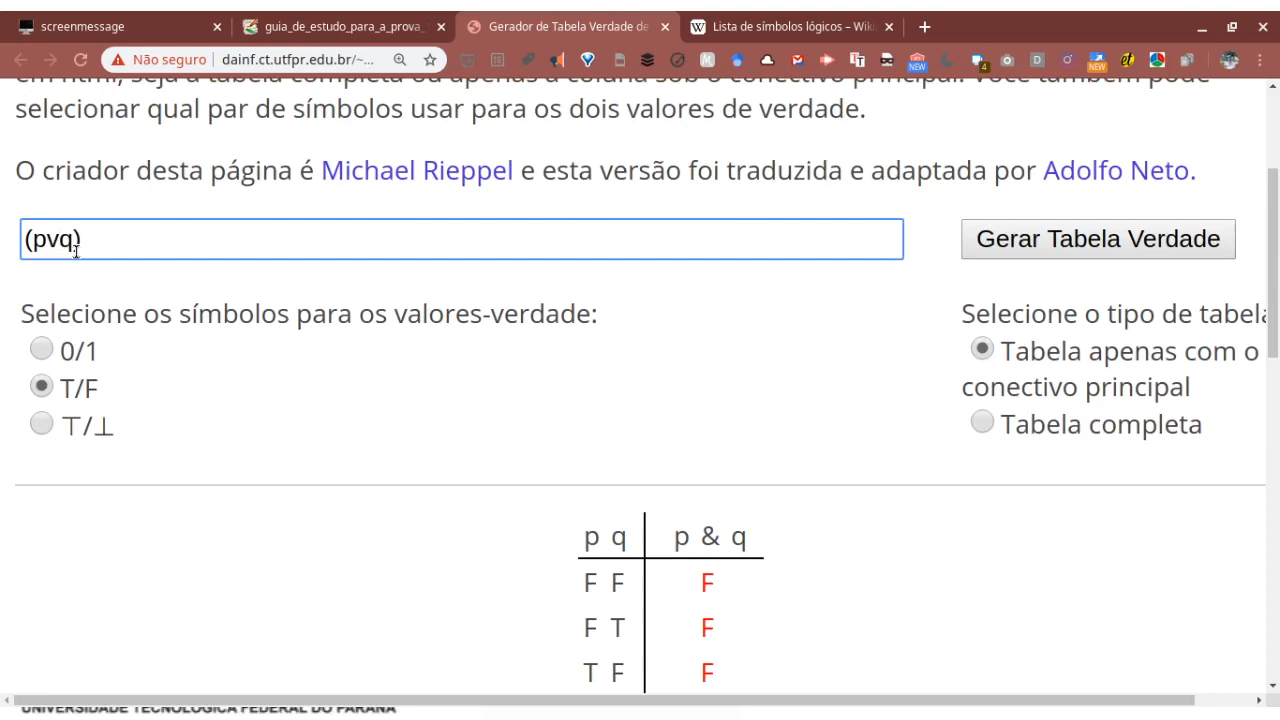 screenmessage
guia_de_estudo_para_a_prova_
Gerador de Tabela Verdade de
Lista de símbolos lógicos – Wiki
Não seguro
dainf.ct.utfpr.edu.br/~...
selecionar qual par de símbolos usar para os dois valores de verdade.
O criador desta página é Michael Rieppel e esta versão foi traduzida e adaptada por Adolfo Neto.
(pvq)
Gerar Tabela Verdade
Selecione os símbolos para os valores-verdade:
0/1
T/F
⊤/⊥
Selecione o tipo de tabela
Tabela apenas com o
conectivo principal
Tabela completa
p q p & q
F F F
F T F
T F F
UNIVERSIDADE TECNOLÓGICA FEDERAL DO PARANÁ